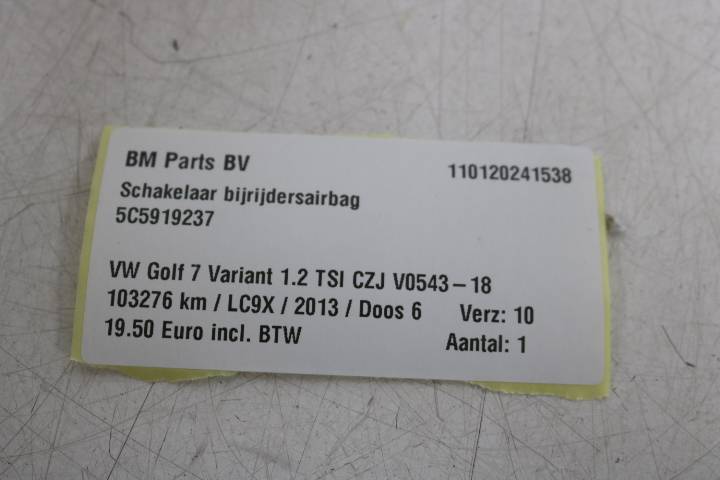 BM Parts BV 110120241538
Schakelaar bijrijdersairbag
5C5919237
VW Golf 7 Variant 1.2 TSI CZJ V0543-18
103276 km / LC9X / 2013 / Doos 6 Verz: 10
19.50 Euro incl. BTW Aantal: 1